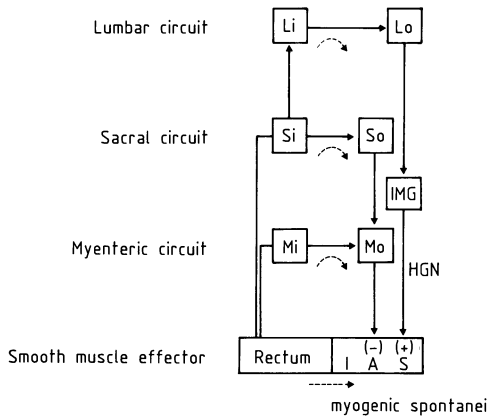 Lumbar circuit
Li
Lo
Sacral circuit
Si
So
IMG
Myenteric circuit
Mi
Mo
HGN
Smooth muscle effector
Rectum
(-) (+)
I A S
myogenic spontanei